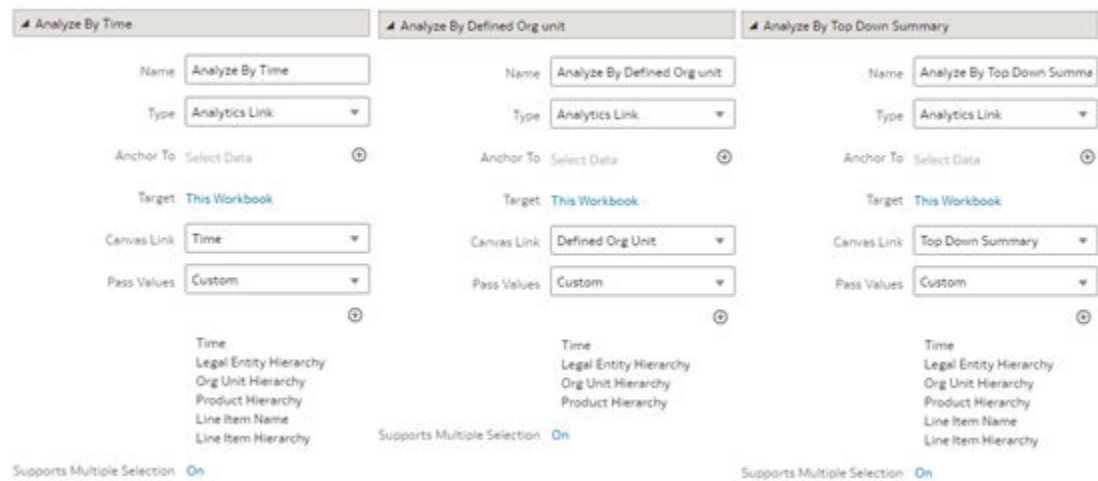 Analyze By Time
Name Analyze By Time
Type Analytics Link
Anchor To Select Data
Target This Workbook
Canvas Link Time
Pass Values Custom
Time
Legal Entity Hierarchy
Org Unit Hierarchy
Product Hierarchy
Line Item Name
Line Item Hierarchy
Supports Multiple Selection On
Analyze By Defined Org unit
Name Analyze By Defined Org unit
Type Analytics Link
Anchor To Select Data
Target This Workbook
Canvas Link Defined Org Unit
Pass Values Custom
Time
Legal Entity Hierarchy
Org Unit Hierarchy
Product Hierarchy
Supports Multiple Selection On
Analyze By Top Down Summary
Name Analyze By Top Down Summa
Type Analytics Link
Anchor To Select Data
Target This Workbook
Canvas Link Top Down Summary
Pass Values Custom
Time
Legal Entity Hierarchy
Org Unit Hierarchy
Product Hierarchy
Line Item Name
Line Item Hierarchy
Supports Multiple Selection On